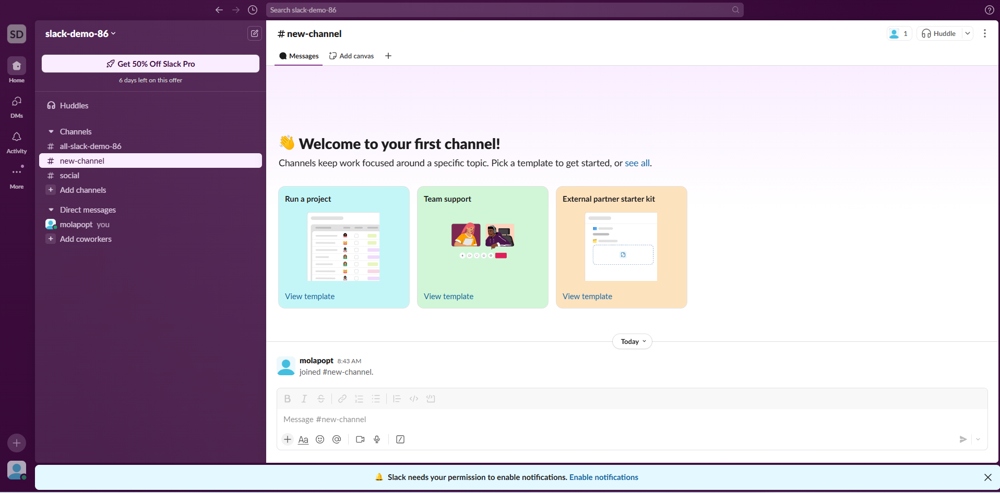 Search slack-demo-86
SD
slack-demo-86
Get 50% Off Slack Pro
6 days left on this offer
Home
DMs
Activity
More
Huddles
Channels
# all-slack-demo-86
# new-channel
# social
+ Add channels
Direct messages
molapopt you
+ Add coworkers
# new-channel
1
Huddle
Messages
Add canvas
Welcome to your first channel!
Channels keep work focused around a specific topic. Pick a template to get started, or see all.
Run a project
View template
Team support
View template
External partner starter kit
View template
Today
molapopt 8:43 AM
joined #new-channel.
Message #new-channel
Aa
Slack needs your permission to enable notifications. Enable notifications